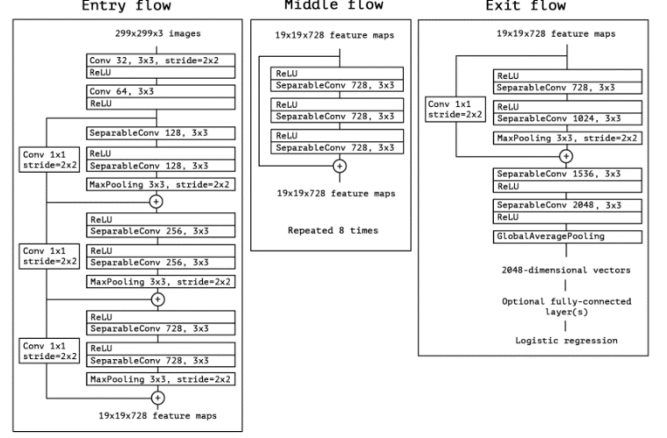 Entry flow
299x299x3 images
Conv 32, 3x3, stride=2x2
ReLU
Conv 64, 3x3
ReLU
SeparableConv 128, 3x3
Conv 1x1
stride=2x2
ReLU
SeparableConv 128, 3x3
MaxPooling 3x3, stride=2x2
+
ReLU
SeparableConv 256, 3x3
Conv 1x1
stride=2x2
ReLU
SeparableConv 256, 3x3
MaxPooling 3x3, stride=2x2
+
ReLU
SeparableConv 728, 3x3
Conv 1x1
stride=2x2
ReLU
SeparableConv 728, 3x3
MaxPooling 3x3, stride=2x2
+
19x19x728 feature maps
Middle flow
19x19x728 feature maps
ReLU
SeparableConv 728, 3x3
ReLU
SeparableConv 728, 3x3
ReLU
SeparableConv 728, 3x3
+
19x19x728 feature maps
Repeated 8 times
Exit flow
19x19x728 feature maps
ReLU
SeparableConv 728, 3x3
Conv 1x1
stride=2x2
ReLU
SeparableConv 1024, 3x3
MaxPooling 3x3, stride=2x2
+
SeparableConv 1536, 3x3
ReLU
SeparableConv 2048, 3x3
ReLU
GlobalAveragePooling
2048-dimensional vectors
Optional fully-connected
layer(s)
Logistic regression